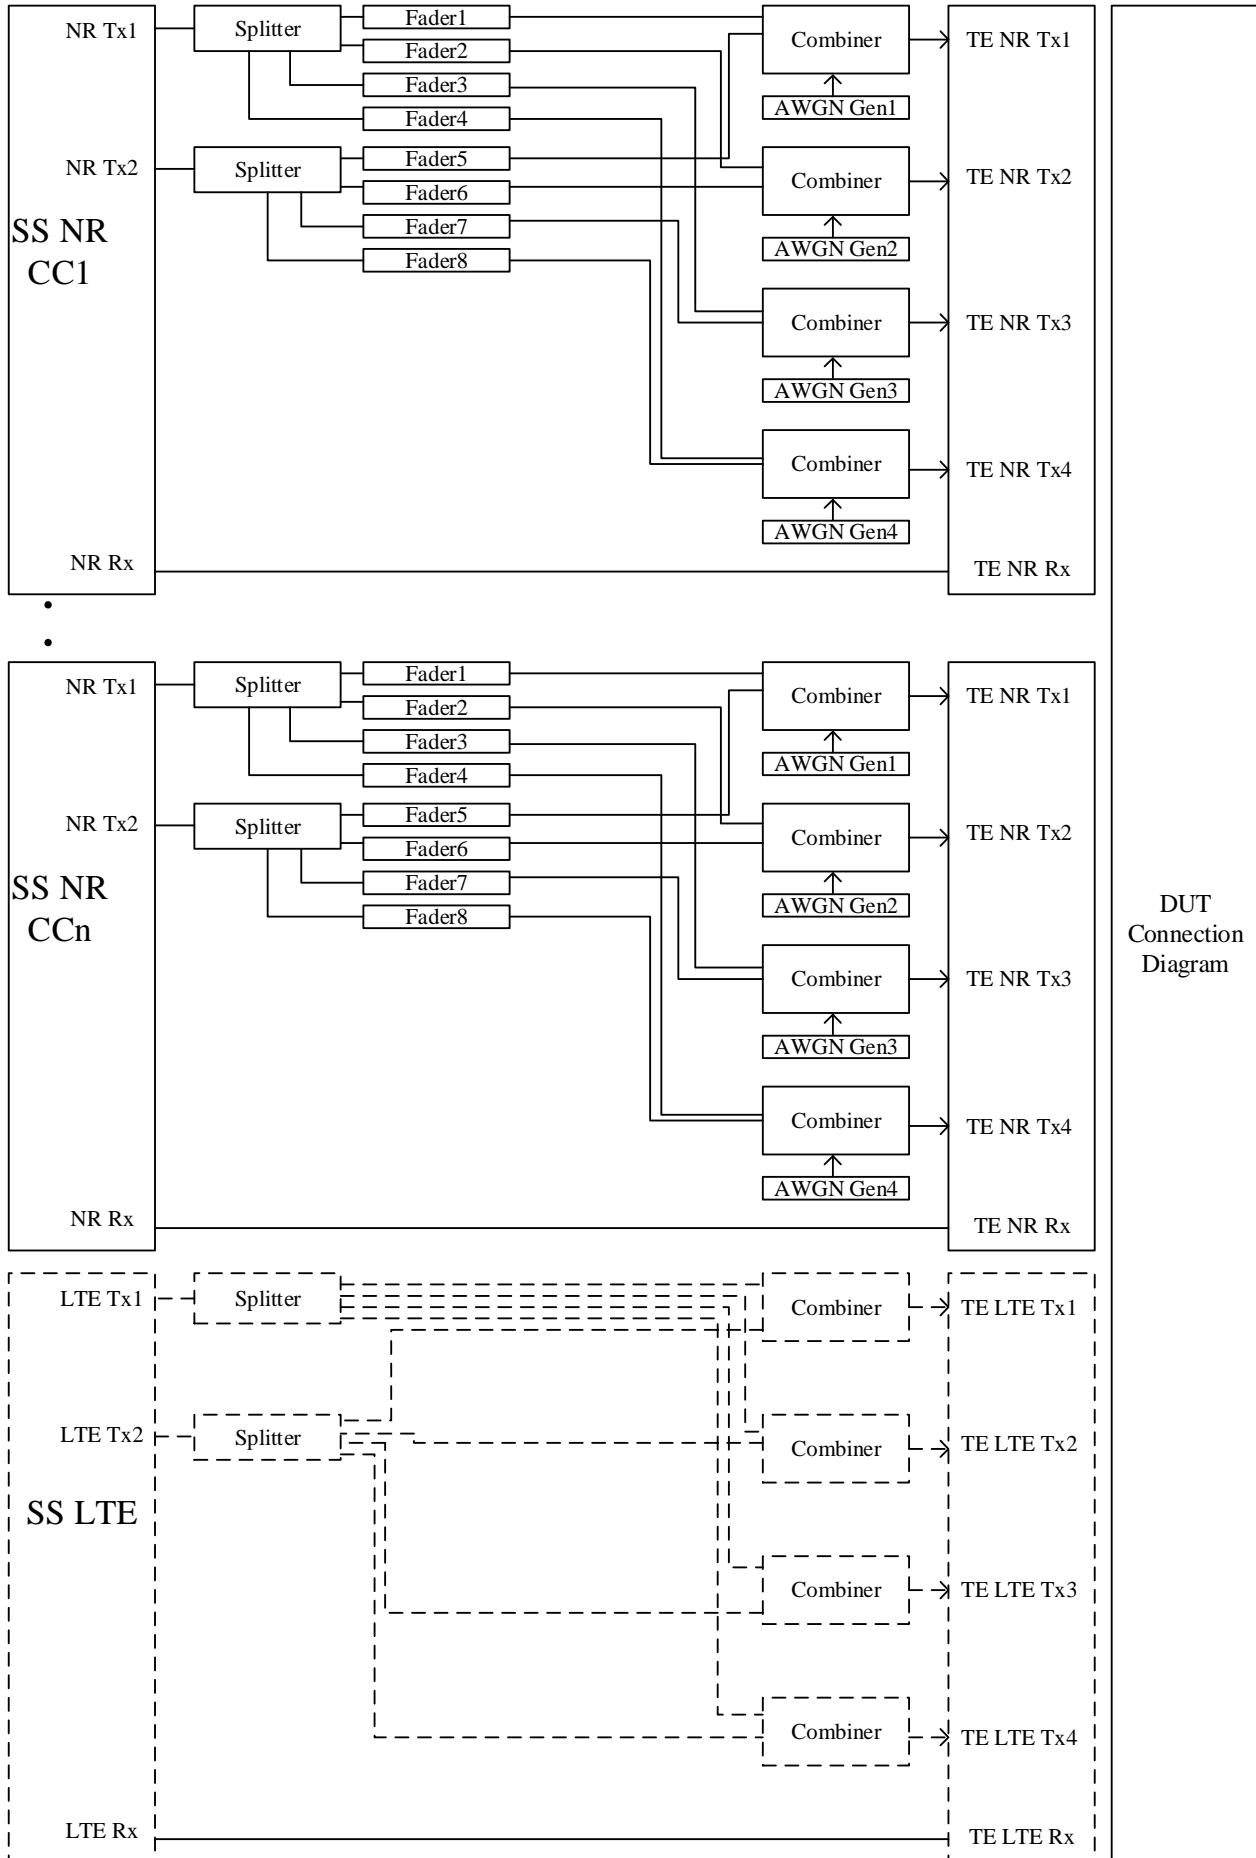 NR Tx1
Splitter
Fader1
Fader2
Fader3
Fader4
Combiner
AWGN Gen1
TE NR Tx1
NR Tx2
Splitter
Fader5
Fader6
Fader7
Fader8
Combiner
AWGN Gen2
TE NR Tx2
SS NR
CC1
Combiner
AWGN Gen3
TE NR Tx3
Combiner
AWGN Gen4
TE NR Tx4
NR Rx
TE NR Rx
NR Tx1
Splitter
Fader1
Fader2
Fader3
Fader4
Combiner
AWGN Gen1
TE NR Tx1
NR Tx2
Splitter
Fader5
Fader6
Fader7
Fader8
Combiner
AWGN Gen2
TE NR Tx2
SS NR
CCn
Combiner
AWGN Gen3
TE NR Tx3
Combiner
AWGN Gen4
TE NR Tx4
NR Rx
TE NR Rx
DUT
Connection
Diagram
LTE Tx1
Splitter
Combiner
TE LTE Tx1
LTE Tx2
Splitter
Combiner
TE LTE Tx2
SS LTE
Combiner
TE LTE Tx3
Combiner
TE LTE Tx4
LTE Rx
TE LTE Rx